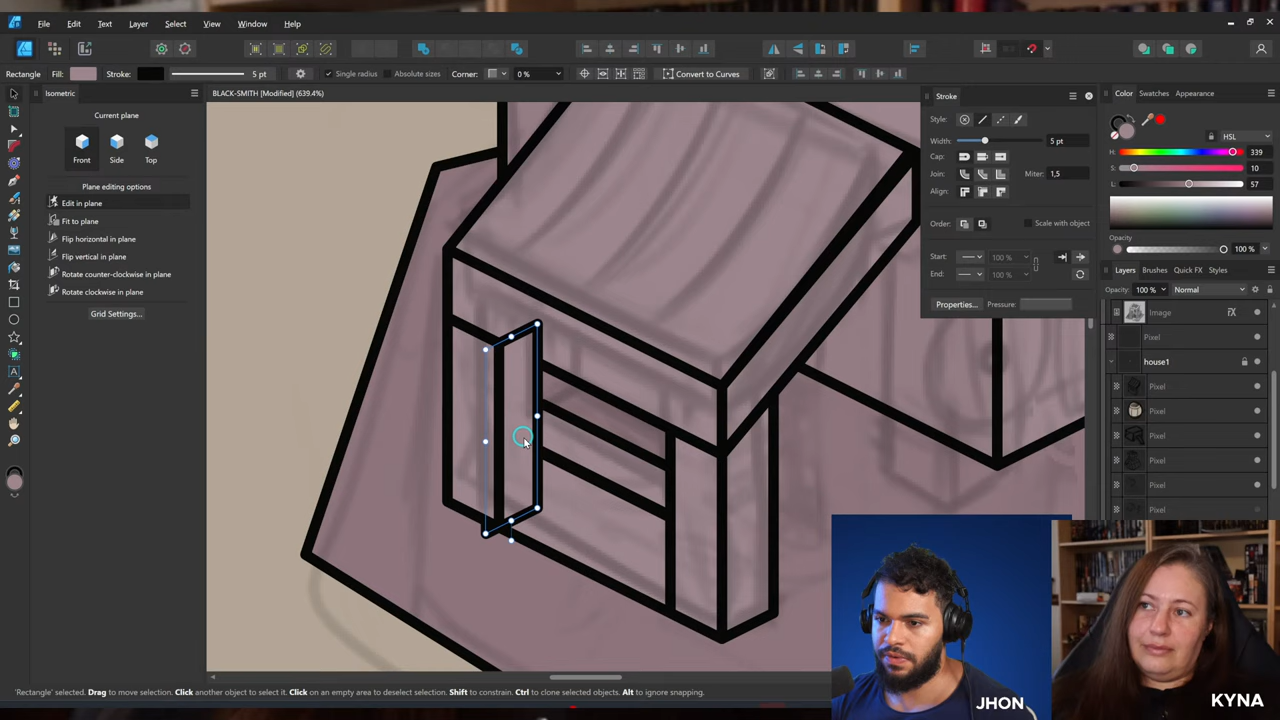 File Edit Text Layer Select View Window Help
Rectangle Fill: Stroke: 5 pt Single radius Absolute sizes Corner: 0 % Convert to Curves
Isometric
BLACK-SMITH [Modified] (639.4%)
Current plane
Front Side Top
Plane editing options
Edit in plane
Fit to plane
Flip horizontal in plane
Flip vertical in plane
Rotate counter-clockwise in plane
Rotate clockwise in plane
Grid Settings...
Stroke
Style:
Width: 5 pt
Cap:
Join: Miter: 1,5
Align:
Order: Scale with object
Start: 100 % 100 %
End: 100 % 100 %
Properties... Pressure:
Color Swatches Appearance
HSL
H: 339
S: 10
L: 57
Opacity
100 %
Layers Brushes Quick FX Styles
Opacity: 100 % Normal
Image FX
Pixel
house1
Pixel
Pixel
Pixel
Pixel
Pixel
Pixel
JHON
KYNA
'Rectangle' selected. Drag to move selection. Click another object to select it. Click on an empty area to deselect selection. Shift to constrain. Ctrl to clone selected objects. Alt to ignore snapping.